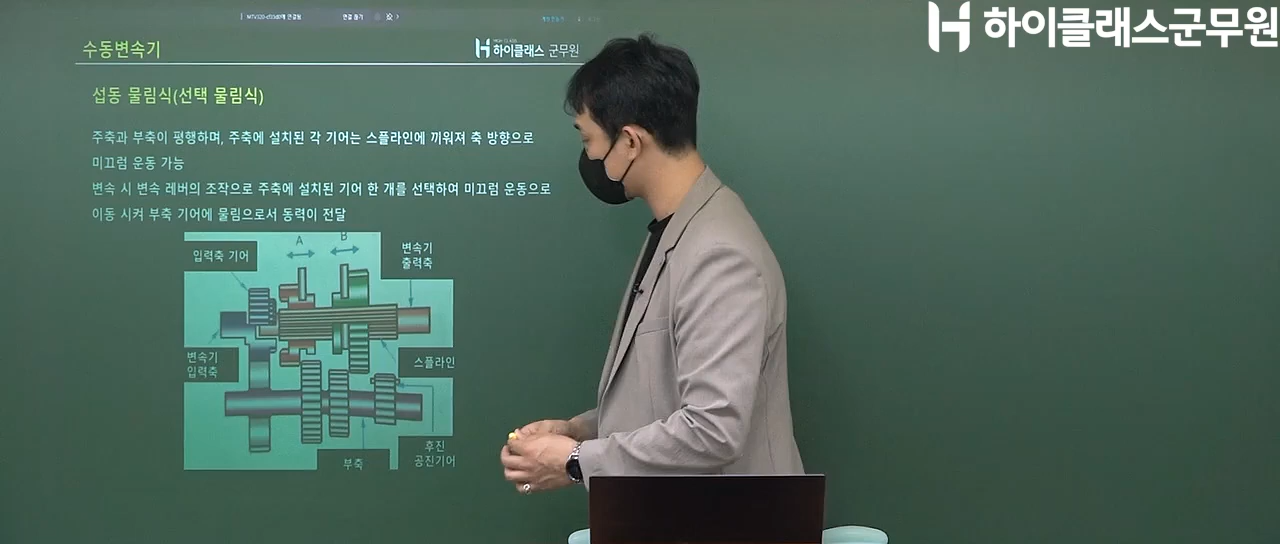 하이클래스군무원
연결 끊기
수동변속기
HIGH CLASS
하이클래스 군무원
섭동 물림식(선택 물림식)
주축과 부축이 평행하며, 주축에 설치된 각 기어는 스플라인에 끼워져 축 방향으로
미끄럼 운동 가능
변속 시 변속 레버의 조작으로 주축에 설치된 기어 한 개를 선택하여 미끄럼 운동으로
이동 시켜 부축 기어에 물림으로서 동력이 전달
A
B
입력축 기어
변속기
출력축
변속기
입력축
스플라인
부축
후진
공진기어